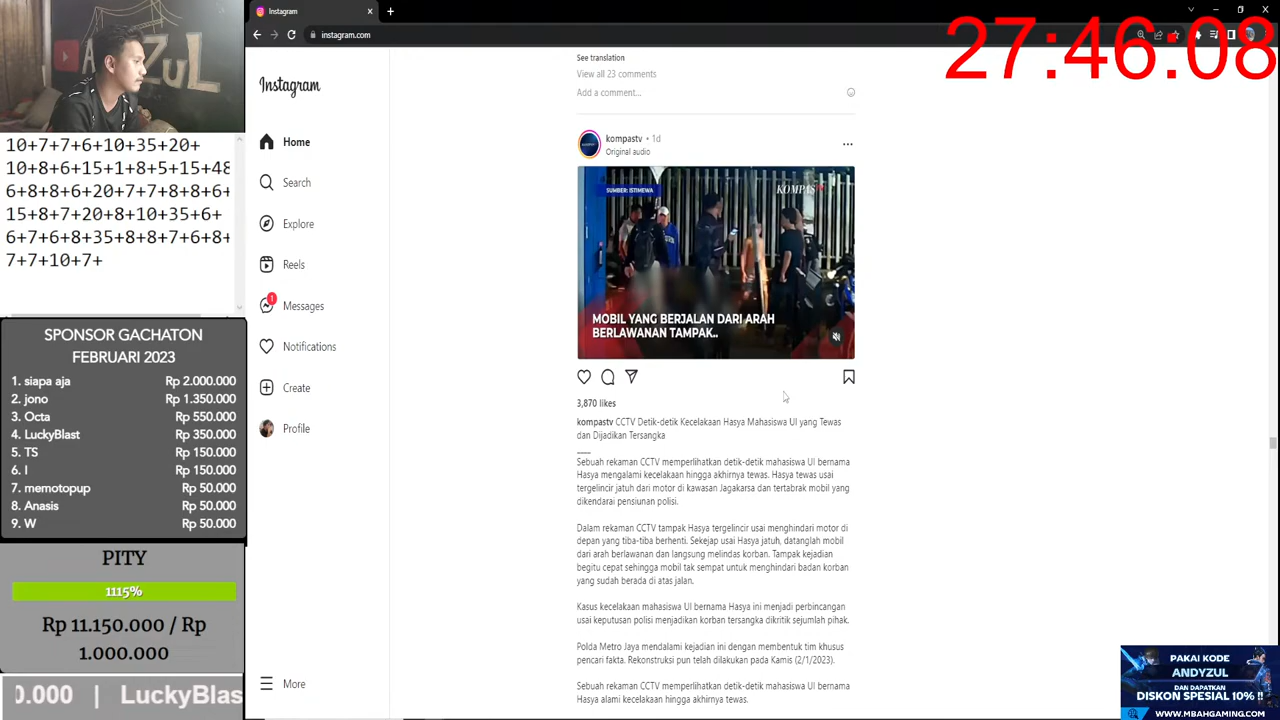 Instagram
instagram.com
27:46:08
10+7+7+6+10+35+20+
10+8+6+15+1+8+5+15+48
6+8+8+6+20+7+7+8+8+6+
15+8+7+20+8+10+35+6+
6+7+6+8+35+8+8+7+6+8+
7+7+10+7+
SPONSOR GACHATON
FEBRUARI 2023
1. siapa aja Rp 2.000.000
2. jono Rp 1.350.000
3. Octa Rp 550.000
4. LuckyBlast Rp 350.000
5. TS Rp 150.000
6. I Rp 150.000
7. memotopup Rp 50.000
8. Anasis Rp 50.000
9. W Rp 50.000
PITY
1115%
Rp 11.150.000 / Rp
1.000.000
0.000 | LuckyBlas
Instagram
Home
Search
Explore
Reels
1
Messages
Notifications
Create
Profile
More
See translation
View all 23 comments
Add a comment...
kompastv • 1d
Original audio
SUMBER: ISTIMEWA
KOMPAS TV
MOBIL YANG BERJALAN DARI ARAH
BERLAWANAN TAMPAK..
3,870 likes
kompastv CCTV Detik-detik Kecelakaan Hasya Mahasiswa UI yang Tewas
dan Dijadikan Tersangka
Sebuah rekaman CCTV memperlihatkan detik-detik mahasiswa UI bernama
Hasya mengalami kecelakaan hingga akhirnya tewas. Hasya tewas usai
tergelincir jatuh dari motor di kawasan Jagakarsa dan tertabrak mobil yang
dikendarai pensiunan polisi.
Dalam rekaman CCTV tampak Hasya tergelincir usai menghindari motor di
depan yang tiba-tiba berhenti. Sekejap usai Hasya jatuh, datanglah mobil
dari arah berlawanan dan langsung melindas korban. Tampak kejadian
begitu cepat sehingga mobil tak sempat untuk menghindari badan korban
yang sudah berada di atas jalan.
Kasus kecelakaan mahasiswa UI bernama Hasya ini menjadi perbincangan
usai keputusan polisi menjadikan korban tersangka dikritik sejumlah pihak.
Polda Metro Jaya mendalami kejadian ini dengan membentuk tim khusus
pencari fakta. Rekonstruksi pun telah dilakukan pada Kamis (2/1/2023).
Sebuah rekaman CCTV memperlihatkan detik-detik mahasiswa UI bernama
Hasya alami kecelakaan hingga akhirnya tewas.
PAKAI KODE
ANDYZUL
DAN DAPATKAN
DISKON SPESIAL 10% !!
WWW.MBAHGAMING.COM